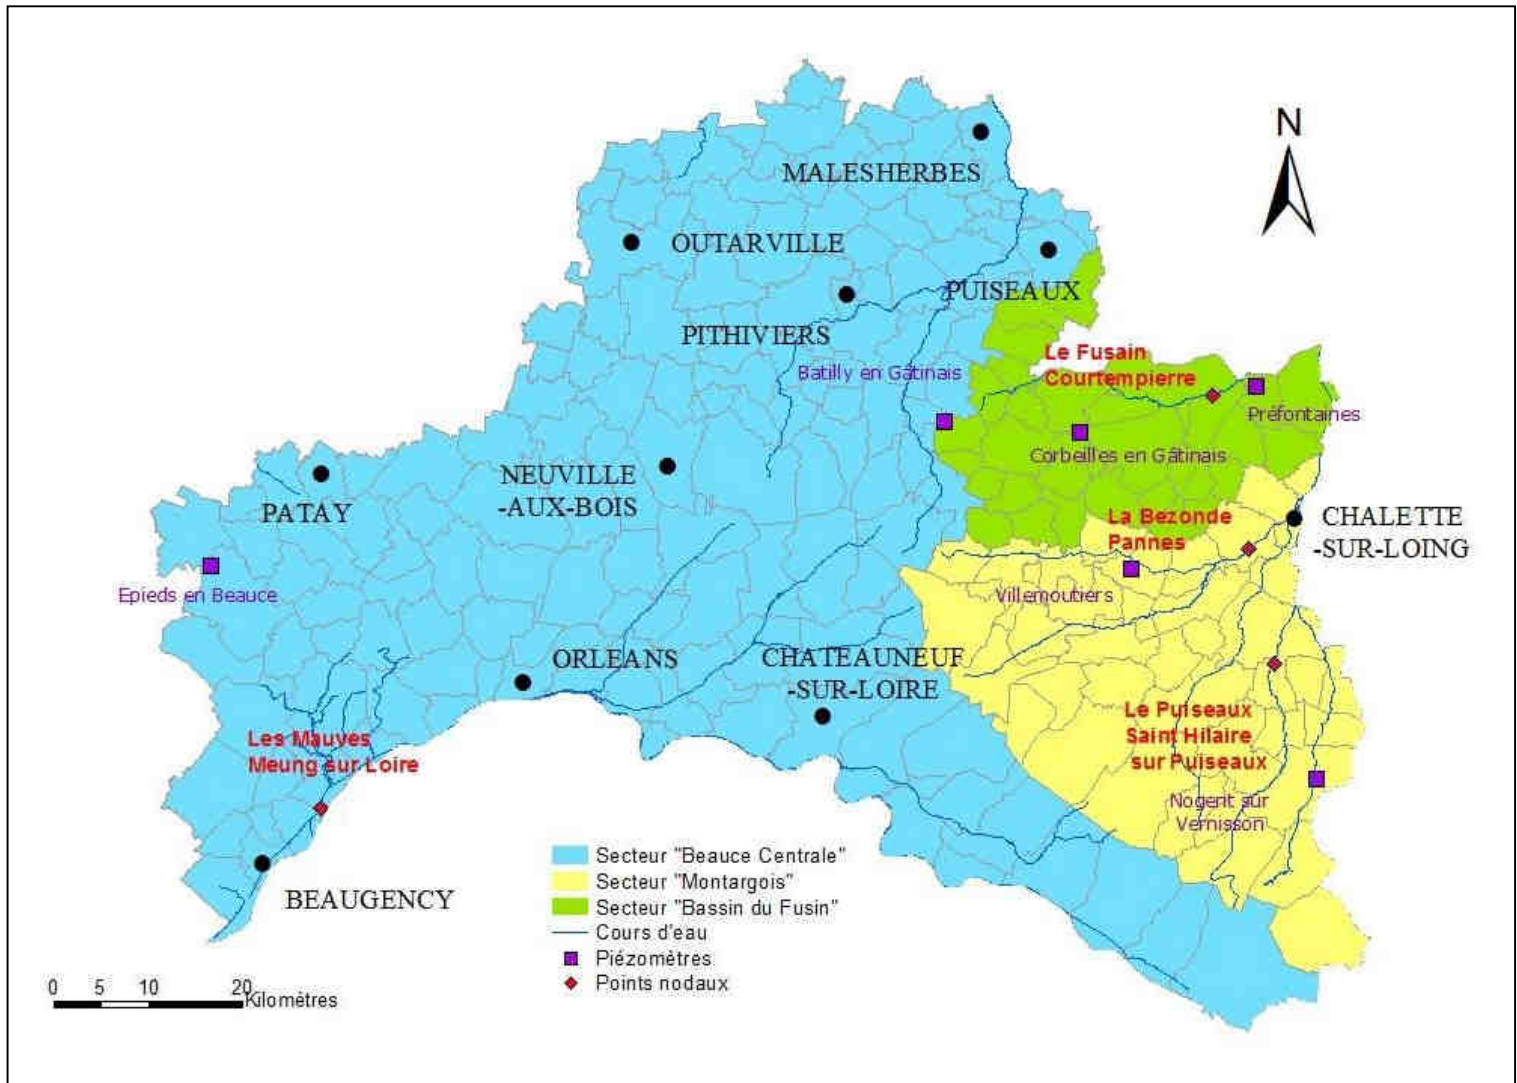 N
MALESHERBES
OUTARVILLE
PUISEAUX
PITHIVIERS
Le Fusain
Courtempierre
Batilly en Gâtinais
Préfontaines
Corbeilles en Gâtinais
NEUVILLE
-AUX-BOIS
PATAY
La Bezonde
Pannes
CHALETTE
-SUR-LOING
Epieds en Beauce
Villemoutiers
ORLEANS
CHATEAUNEUF
-SUR-LOIRE
Le Puiseaux
Saint Hilaire
sur Puiseaux
Les Mauves
Meung sur Loire
Nogent sur
Vernisson
BEAUGENCY
Secteur "Beauce Centrale"
Secteur "Montargois"
Secteur "Bassin du Fusin"
Cours d'eau
Piézomètres
Points nodaux
0 5 10 20
Kilomètres